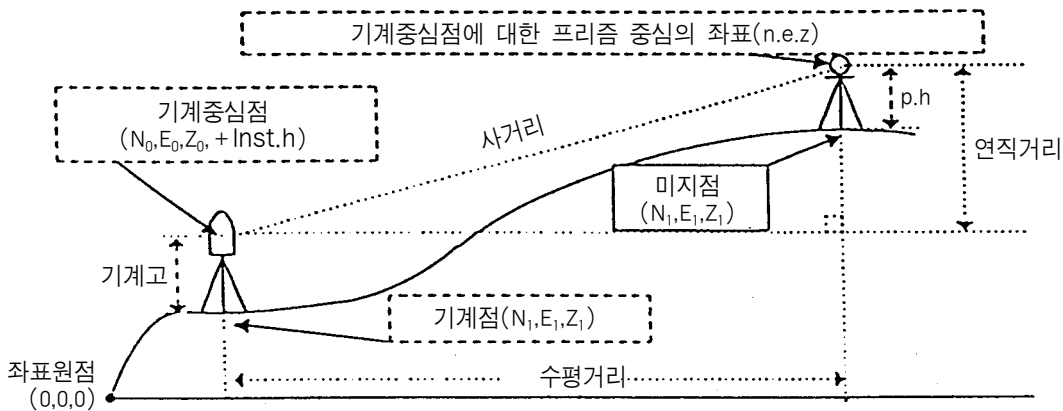 기계중심점에 대한 프리즘 중심의 좌표(n.e.z)
기계중심점
(N₀,E₀,Z₀, + Inst.h)
사거리
p.h
연직거리
미지점
(N₁,E₁,Z₁)
기계고
기계점(N₁,E₁,Z₁)
좌표원점
(0,0,0)
수평거리